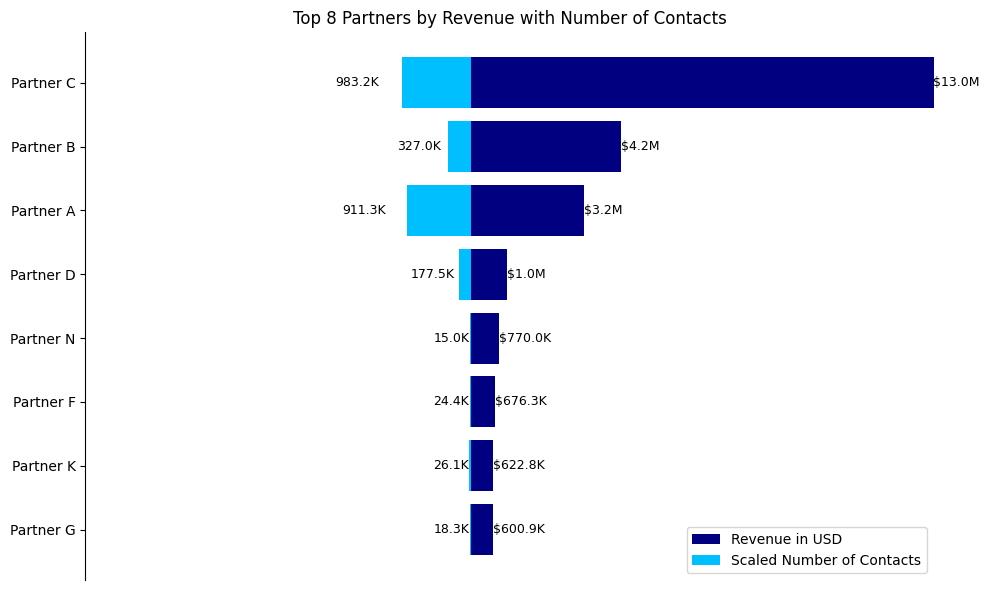 Top 8 Partners by Revenue with Number of Contacts
Partner C 983.2K $13.0M
Partner B 327.0K $4.2M
Partner A 911.3K $3.2M
Partner D 177.5K $1.0M
Partner N 15.0K $770.0K
Partner F 24.4K $676.3K
Partner K 26.1K $622.8K
Partner G 18.3K $600.9K
Revenue in USD
Scaled Number of Contacts